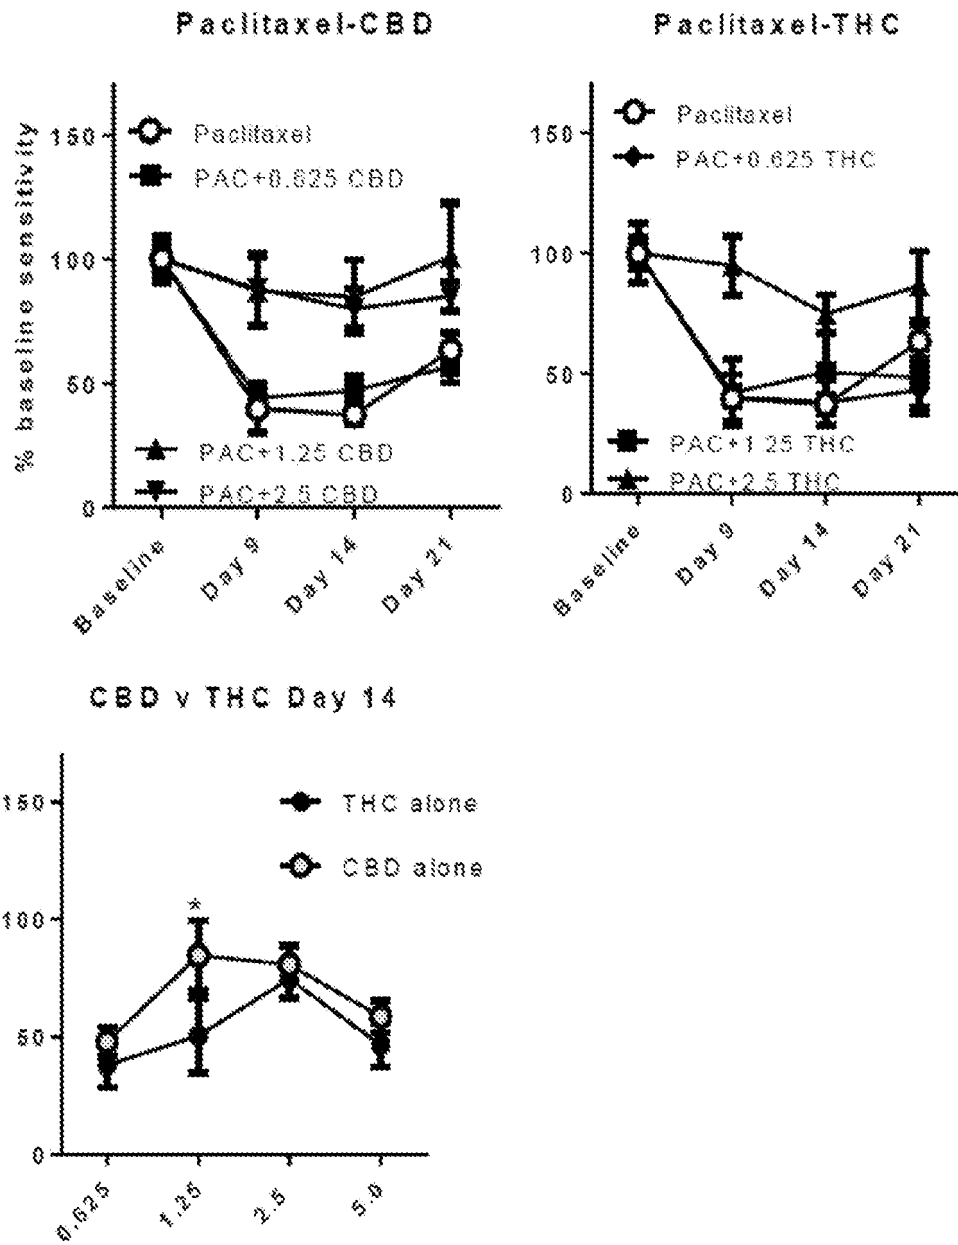 Paclitaxel-CBD
% baseline sensitivity
150
100
50
0
Paclitaxel
PAC+0.625 CBD
PAC+1.25 CBD
PAC+2.5 CBD
Baseline
Day 9
Day 14
Day 21
Paclitaxel-THC
150
100
50
0
Paclitaxel
PAC+0.625 THC
PAC+1.25 THC
PAC+2.5 THC
Baseline
Day 9
Day 14
Day 21
CBD v THC Day 14
150
100
50
0
THC alone
CBD alone
*
0.625
1.25
2.5
5.0